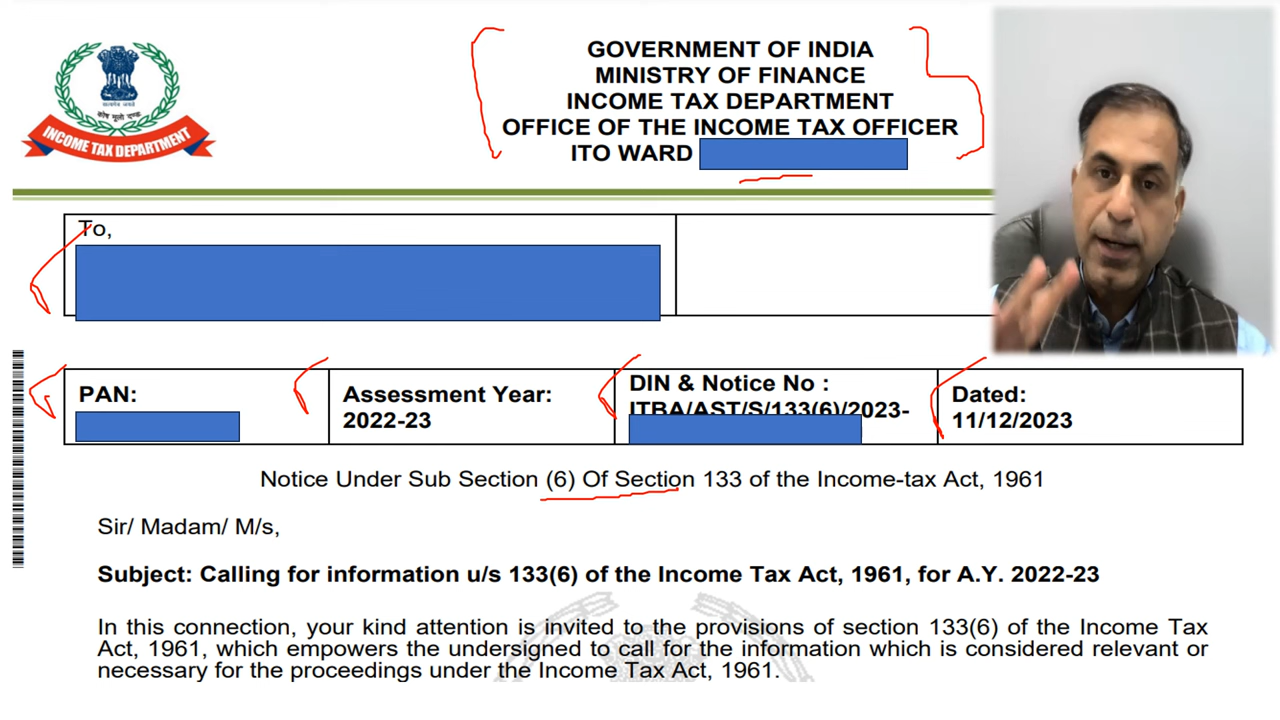 GOVERNMENT OF INDIA
MINISTRY OF FINANCE
INCOME TAX DEPARTMENT
OFFICE OF THE INCOME TAX OFFICER
ITO WARD
कोष मूलो दण्डः
INCOME TAX DEPARTMENT
To,
PAN:
Assessment Year:
2022-23
DIN & Notice No :
ITBA/AST/S/133(6)/2023-
Dated:
11/12/2023
Notice Under Sub Section (6) Of Section 133 of the Income-tax Act, 1961
Sir/ Madam/ M/s,
Subject: Calling for information u/s 133(6) of the Income Tax Act, 1961, for A.Y. 2022-23
In this connection, your kind attention is invited to the provisions of section 133(6) of the Income Tax
Act, 1961, which empowers the undersigned to call for the information which is considered relevant or
necessary for the proceedings under the Income Tax Act, 1961.